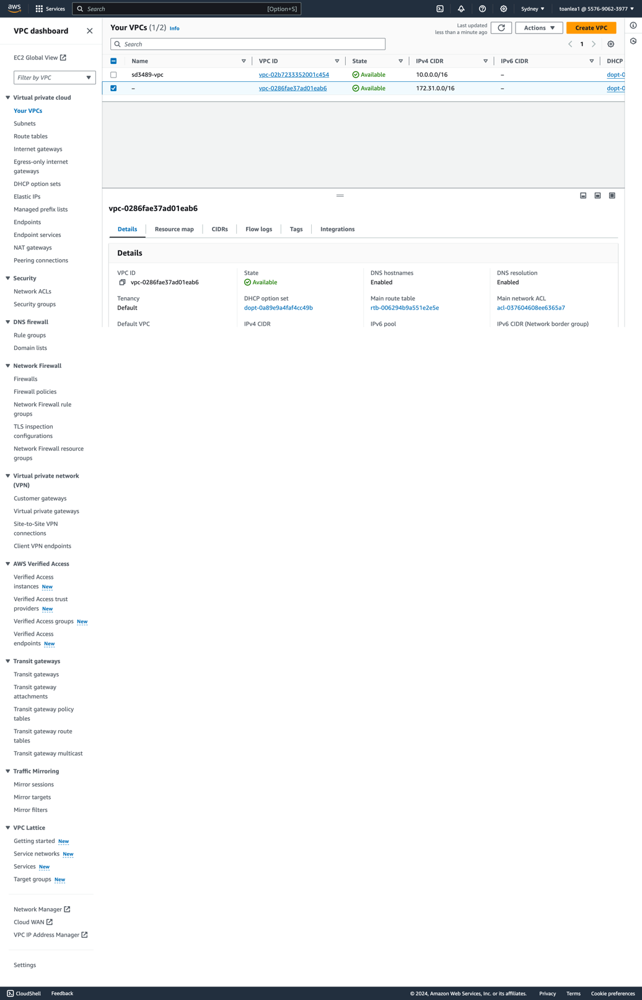 aws Services Search [Option+S] Sydney ▼ toanlea1 @ 5576-9062-3977 ▼
VPC dashboard
EC2 Global View
Filter by VPC
Virtual private cloud
Your VPCs
Subnets
Route tables
Internet gateways
Egress-only internet
gateways
DHCP option sets
Elastic IPs
Managed prefix lists
Endpoints
Endpoint services
NAT gateways
Peering connections
Security
Network ACLs
Security groups
DNS firewall
Rule groups
Domain lists
Network Firewall
Firewalls
Firewall policies
Network Firewall rule
groups
TLS inspection
configurations
Network Firewall resource
groups
Virtual private network
(VPN)
Customer gateways
Virtual private gateways
Site-to-Site VPN
connections
Client VPN endpoints
AWS Verified Access
Verified Access
instances New
Verified Access trust
providers New
Verified Access groups New
Verified Access
endpoints New
Transit gateways
Transit gateways
Transit gateway
attachments
Transit gateway policy
tables
Transit gateway route
tables
Transit gateway multicast
Traffic Mirroring
Mirror sessions
Mirror targets
Mirror filters
VPC Lattice
Getting started New
Service networks New
Services New
Target groups New
Network Manager
Cloud WAN
VPC IP Address Manager
Settings
Your VPCs (1/2) Info
Last updated
less than a minute ago
Actions
Create VPC
Search
1
Name VPC ID State IPv4 CIDR IPv6 CIDR DHCP
sd3489-vpc vpc-02b7233352001c454 Available 10.0.0.0/16 – dopt-0
– vpc-0286fae37ad01eab6 Available 172.31.0.0/16 – dopt-0
vpc-0286fae37ad01eab6
Details Resource map CIDRs Flow logs Tags Integrations
Details
VPC ID State DNS hostnames DNS resolution
vpc-0286fae37ad01eab6 Available Enabled Enabled
Tenancy DHCP option set Main route table Main network ACL
Default dopt-0a89e9a4faf4cc49b rtb-006294b9a551e2e5e acl-037604608ee6365a7
Default VPC IPv4 CIDR IPv6 pool IPv6 CIDR (Network border group)
CloudShell Feedback © 2024, Amazon Web Services, Inc. or its affiliates. Privacy Terms Cookie preferences